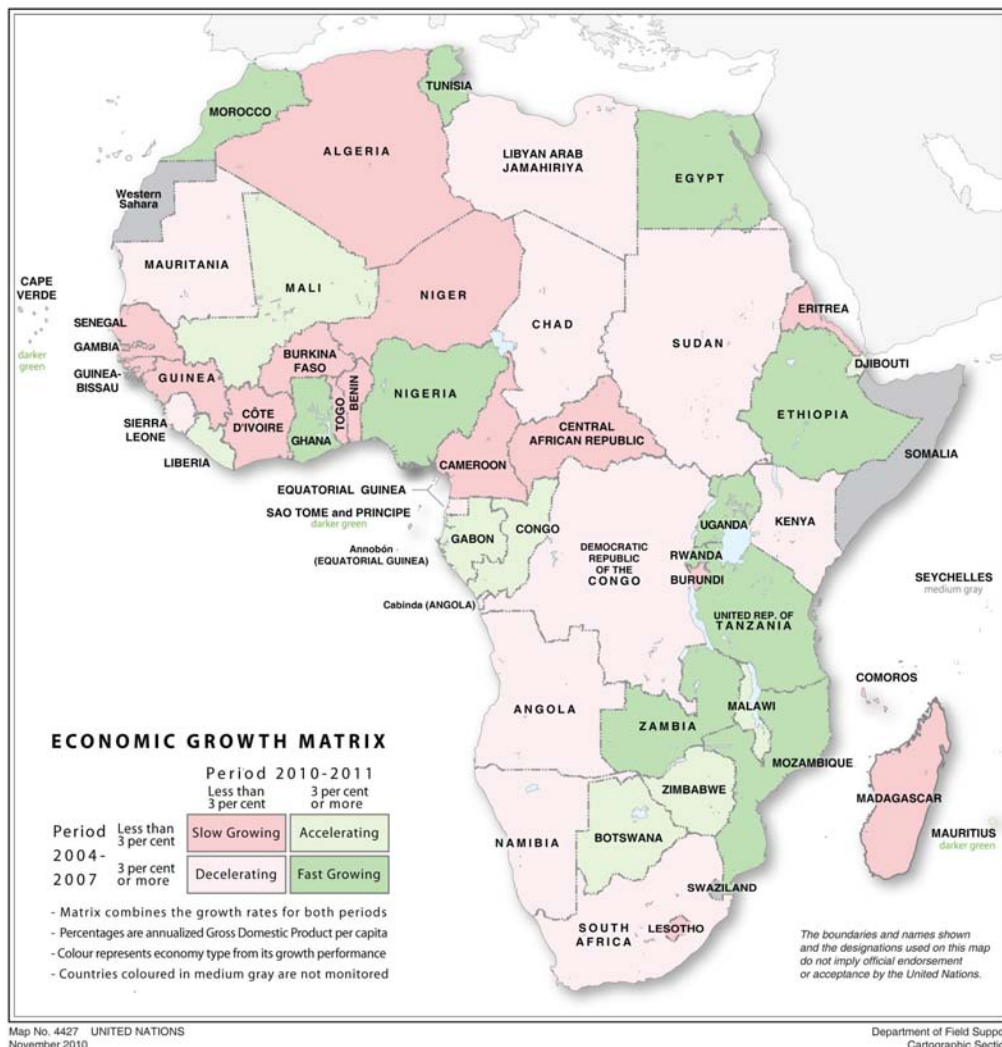 MOROCCO
TUNISIA
ALGERIA
LIBYAN ARAB
JAMAHIRIYA
EGYPT
Western
Sahara
MAURITANIA
MALI
NIGER
CHAD
SUDAN
ERITREA
CAPE
VERDE
darker
green
SENEGAL
GAMBIA
GUINEA-
BISSAU
GUINEA
BURKINA
FASO
BENIN
TOGO
NIGERIA
DJIBOUTI
ETHIOPIA
SIERRA
LEONE
CÔTE
D'IVOIRE
GHANA
LIBERIA
CENTRAL
AFRICAN REPUBLIC
CAMEROON
SOMALIA
EQUATORIAL GUINEA
SAO TOME and PRINCIPE
darker green
GABON
CONGO
UGANDA
KENYA
Annobón
(EQUATORIAL GUINEA)
DEMOCRATIC
REPUBLIC
OF THE
CONGO
RWANDA
BURUNDI
SEYCHELLES
medium gray
Cabinda (ANGOLA)
UNITED REP. OF
TANZANIA
COMOROS
ANGOLA
MALAWI
ZAMBIA
MOZAMBIQUE
ZIMBABWE
MADAGASCAR
MAURITIUS
darker green
NAMIBIA
BOTSWANA
SWAZILAND
SOUTH
AFRICA
LESOTHO
ECONOMIC GROWTH MATRIX
Period 2010-2011
Less than
3 per cent
3 per cent
or more
Period
2004-
2007
Less than
3 per cent
Slow Growing
Accelerating
3 per cent
or more
Decelerating
Fast Growing
- Matrix combines the growth rates for both periods
- Percentages are annualized Gross Domestic Product per capita
- Colour represents economy type from its growth performance
- Countries coloured in medium gray are not monitored
The boundaries and names shown
and the designations used on this map
do not imply official endorsement
or acceptance by the United Nations.
Map No. 4427 UNITED NATIONS
November 2010
Department of Field Suppo
Cartographic Sectio